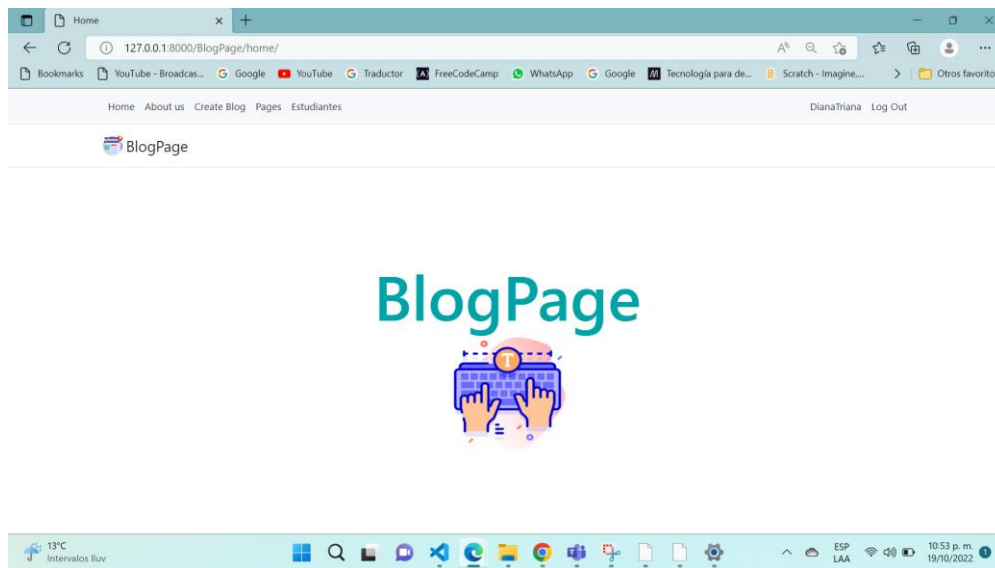 Home
127.0.0.1:8000/BlogPage/home/
Bookmarks YouTube - Broadcas... Google YouTube Traductor FreeCodeCamp WhatsApp Google Tecnología para de... Scratch - Imagine,... Otros favorito
Home About us Create Blog Pages Estudiantes DianaTriana Log Out
BlogPage
BlogPage
T
13°C
Intervalos lluv
ESP
LAA
10:53 p. m.
19/10/2022
1